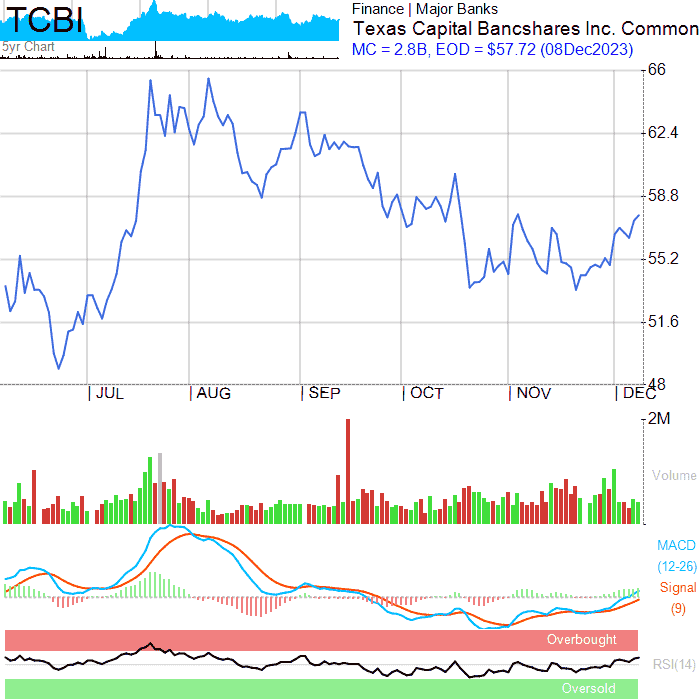 TCBI
5yr Chart
Finance | Major Banks
Texas Capital Bancshares Inc. Common
MC = 2.8B, EOD = $57.72 (08Dec2023)
66
62.4
58.8
55.2
51.6
48
JUL AUG SEP OCT NOV DEC
2M
Volume
MACD
(12-26)
Signal
(9)
Overbought
RSI(14)
Oversold